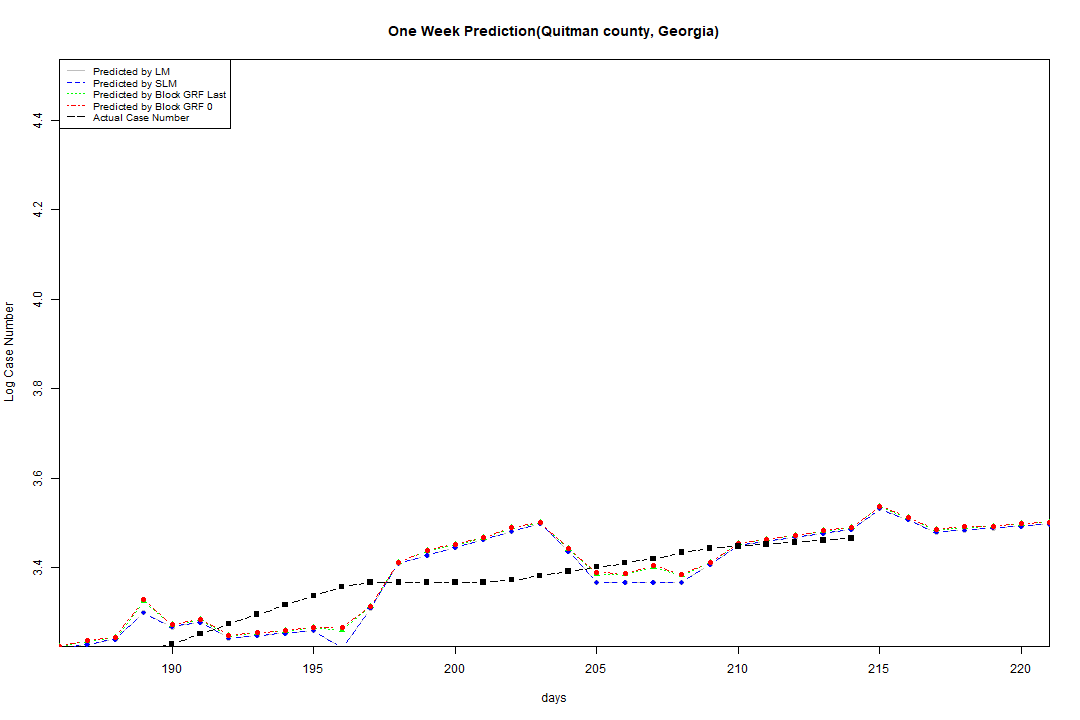 One Week Prediction(Quitman county, Georgia)
Predicted by LM
Predicted by SLM
Predicted by Block GRF Last
Predicted by Block GRF 0
Actual Case Number
4.4
4.2
4.0
3.8
3.6
3.4
Log Case Number
190 195 200 205 210 215 220
days